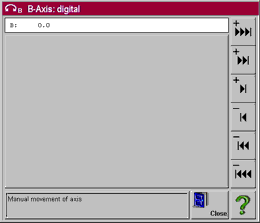 B B-Axis: digital
B: 0.0
Manual movement of axis
Close